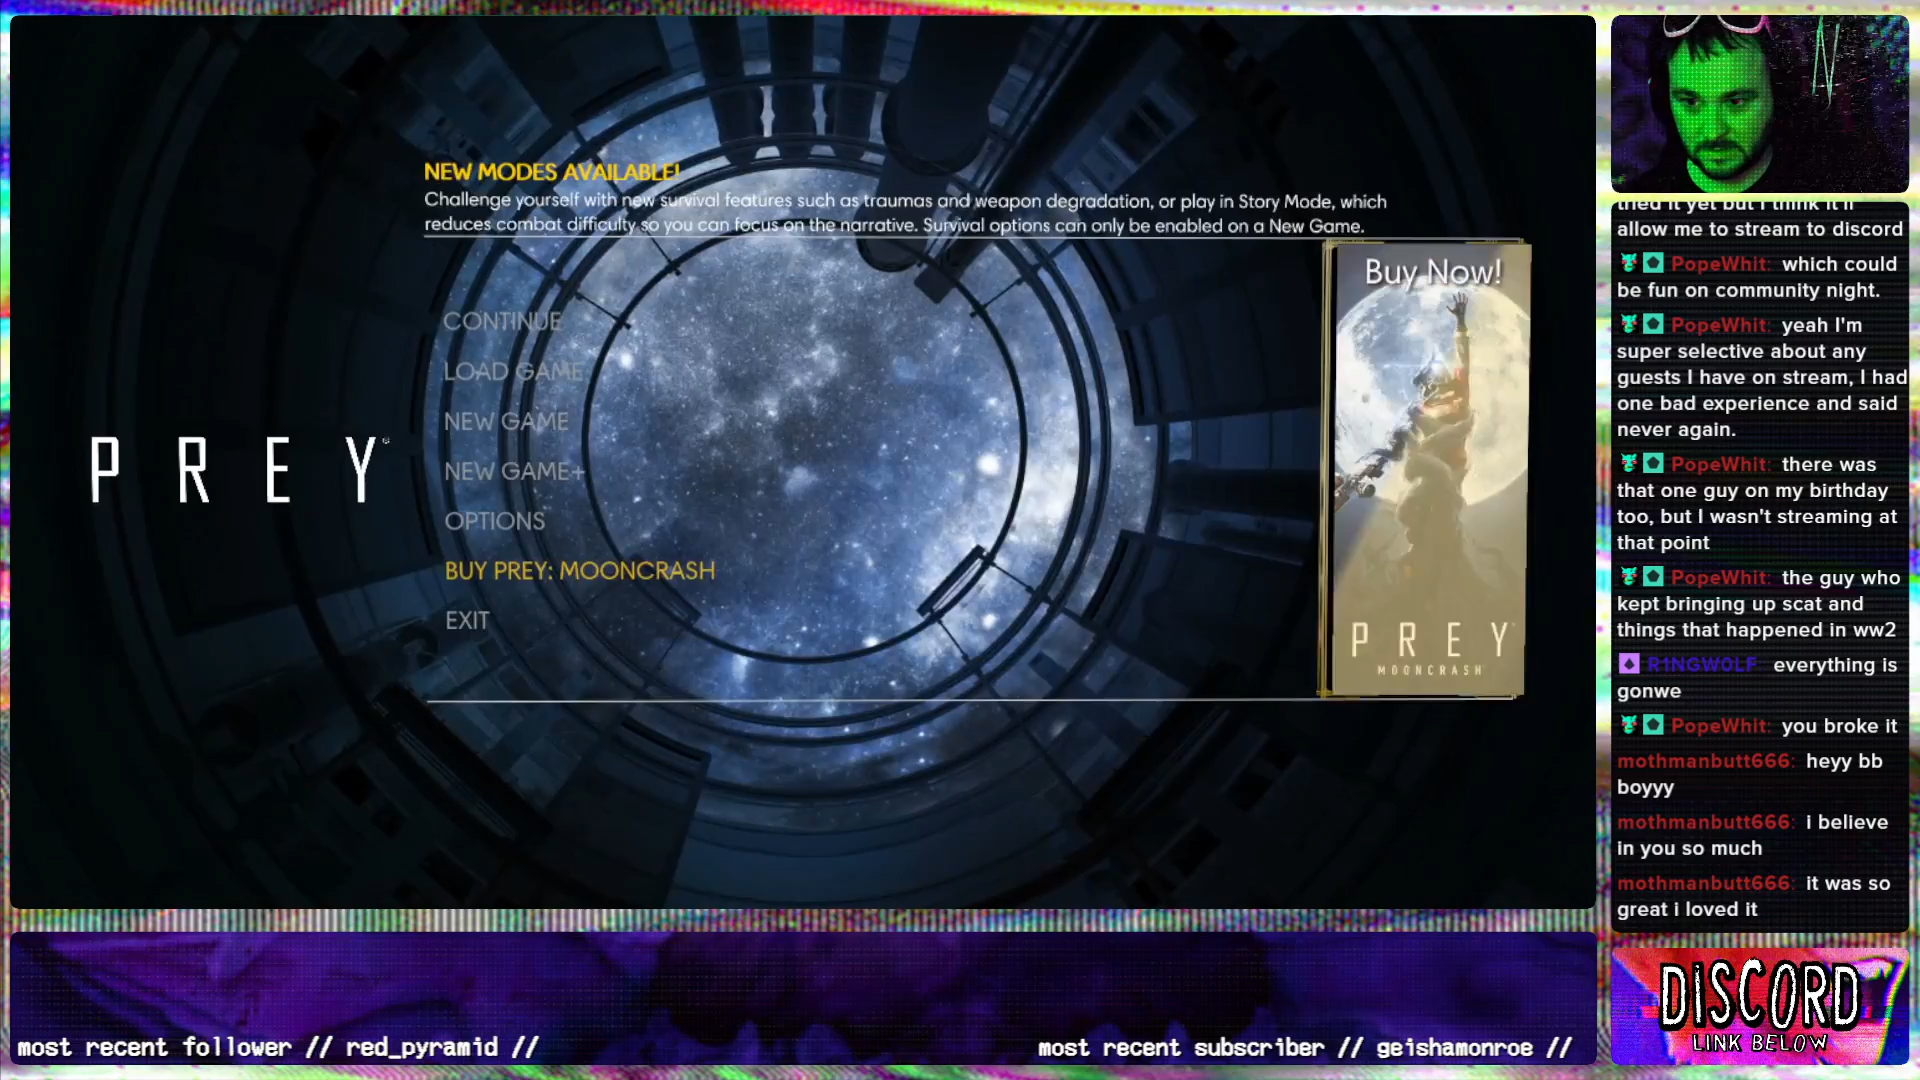 NEW MODES AVAILABLE!
Challenge yourself with new survival features such as traumas and weapon degradation, or play in Story Mode, which
reduces combat difficulty so you can focus on the narrative. Survival options can only be enabled on a New Game.
PREY
CONTINUE
LOAD GAME
NEW GAME
NEW GAME+
OPTIONS
BUY PREY: MOONCRASH
EXIT
Buy Now!
PREY
MOONCRASH
most recent follower // red_pyramid //
most recent subscriber // geishamonroe //
N
tried it yet but I think it'll
allow me to stream to discord
PopeWhit: which could
be fun on community night.
PopeWhit: yeah I'm
super selective about any
guests I have on stream, I had
one bad experience and said
never again.
PopeWhit: there was
that one guy on my birthday
too, but I wasn't streaming at
that point
PopeWhit: the guy who
kept bringing up scat and
things that happened in ww2
R1NGW0LF: everything is
gonwe
PopeWhit: you broke it
mothmanbutt666: heyy bb
boyyy
mothmanbutt666: i believe
in you so much
mothmanbutt666: it was so
great i loved it
DISCORD
LINK BELOW